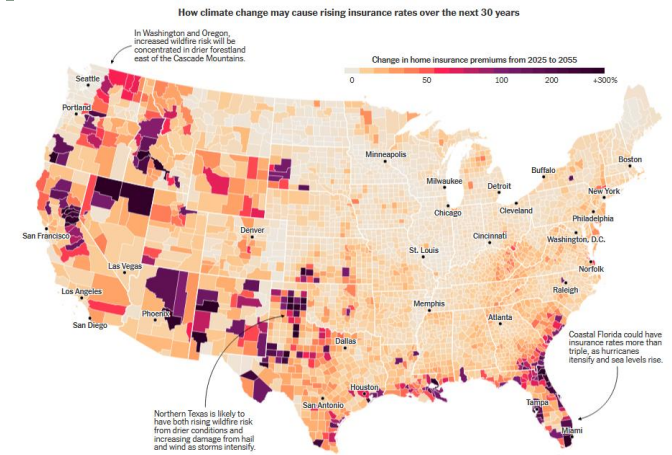 How climate change may cause rising insurance rates over the next 30 years
In Washington and Oregon,
increased wildfire risk will be
concentrated in drier forestland
east of the Cascade Mountains.
Change in home insurance premiums from 2025 to 2055
0 50 100 200 +300%
Seattle
Portland
Minneapolis
Boston
Buffalo
Milwaukee
Detroit
New York
Chicago
Cleveland
Philadelphia
San Francisco
Denver
Cincinnati
Washington, D.C.
St. Louis
Las Vegas
Norfolk
Los Angeles
Raleigh
Memphis
Phoenix
Atlanta
San Diego
Dallas
Coastal Florida could have
insurance rates more than
triple, as hurricanes
itensify and sea levels rise.
Houston
San Antonio
Tampa
Miami
Northern Texas is likely to
have both rising wildfire risk
from drier conditions and
increasing damage from hail
and wind as storms intensify.